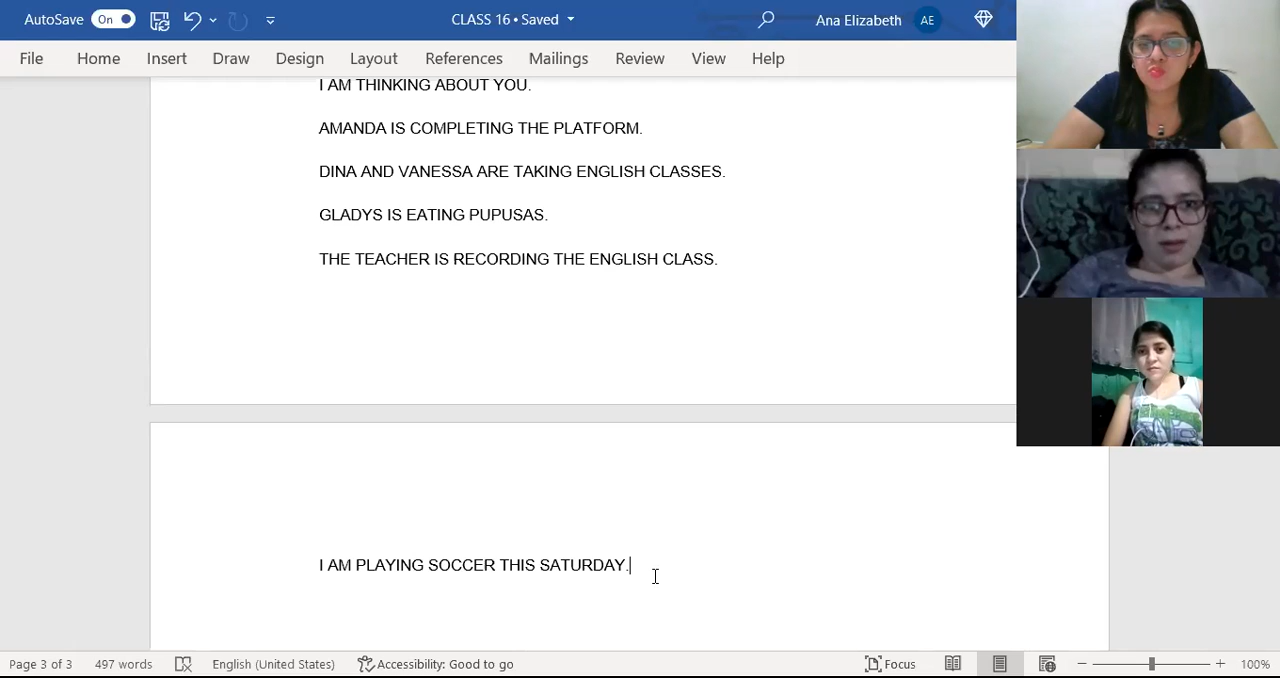 AutoSave On CLASS 16 • Saved Ana Elizabeth AE
File Home Insert Draw Design Layout References Mailings Review View Help
I AM THINKING ABOUT YOU.
AMANDA IS COMPLETING THE PLATFORM.
DINA AND VANESSA ARE TAKING ENGLISH CLASSES.
GLADYS IS EATING PUPUSAS.
THE TEACHER IS RECORDING THE ENGLISH CLASS.
I AM PLAYING SOCCER THIS SATURDAY.
Page 3 of 3 497 words English (United States) Accessibility: Good to go Focus 100%